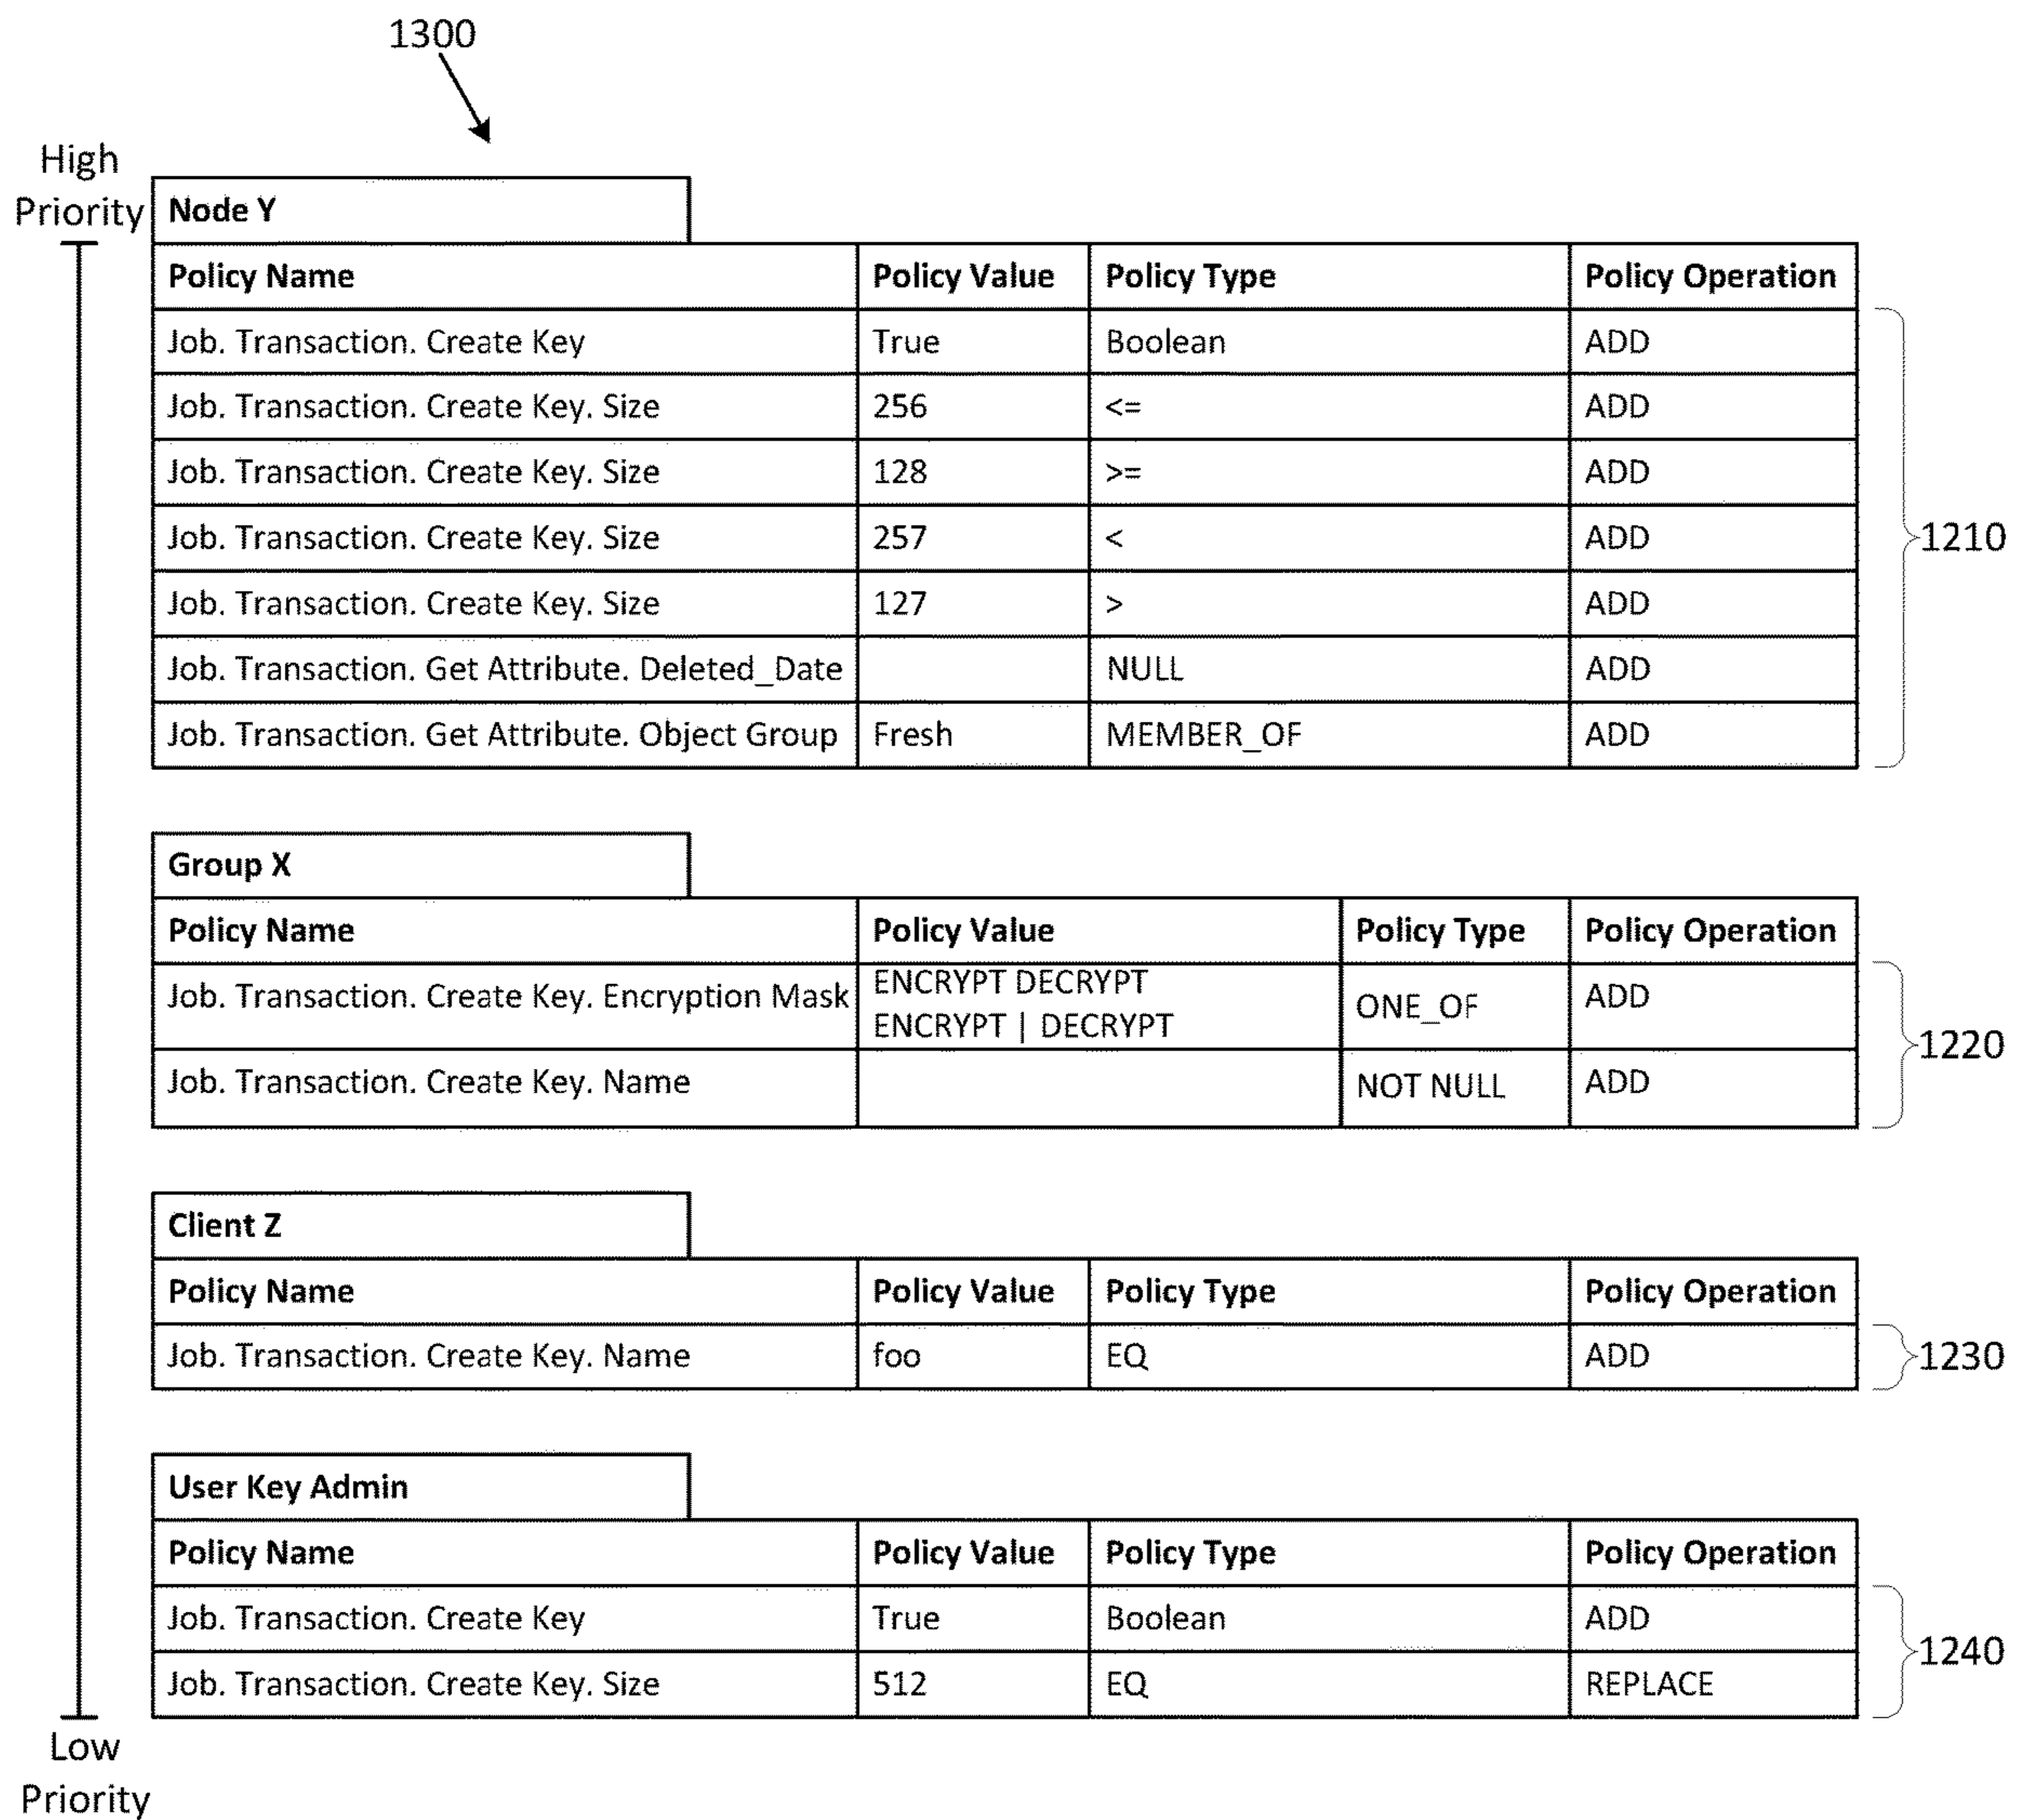 1300
High
Priority
Node Y
Policy Name Policy Value Policy Type Policy Operation
Job. Transaction. Create Key True Boolean ADD
Job. Transaction. Create Key. Size 256 <= ADD
Job. Transaction. Create Key. Size 128 >= ADD
Job. Transaction. Create Key. Size 257 < ADD
1210
Job. Transaction. Create Key. Size 127 > ADD
Job. Transaction. Get Attribute. Deleted_Date NULL ADD
Job. Transaction. Get Attribute. Object Group Fresh MEMBER_OF ADD
Group X
Policy Name Policy Value Policy Type Policy Operation
Job. Transaction. Create Key. Encryption Mask ENCRYPT DECRYPT ONE_OF ADD
ENCRYPT | DECRYPT
1220
Job. Transaction. Create Key. Name NOT NULL ADD
Client Z
Policy Name Policy Value Policy Type Policy Operation
Job. Transaction. Create Key. Name foo EQ ADD
1230
User Key Admin
Policy Name Policy Value Policy Type Policy Operation
Job. Transaction. Create Key True Boolean ADD
1240
Job. Transaction. Create Key. Size 512 EQ REPLACE
Low
Priority